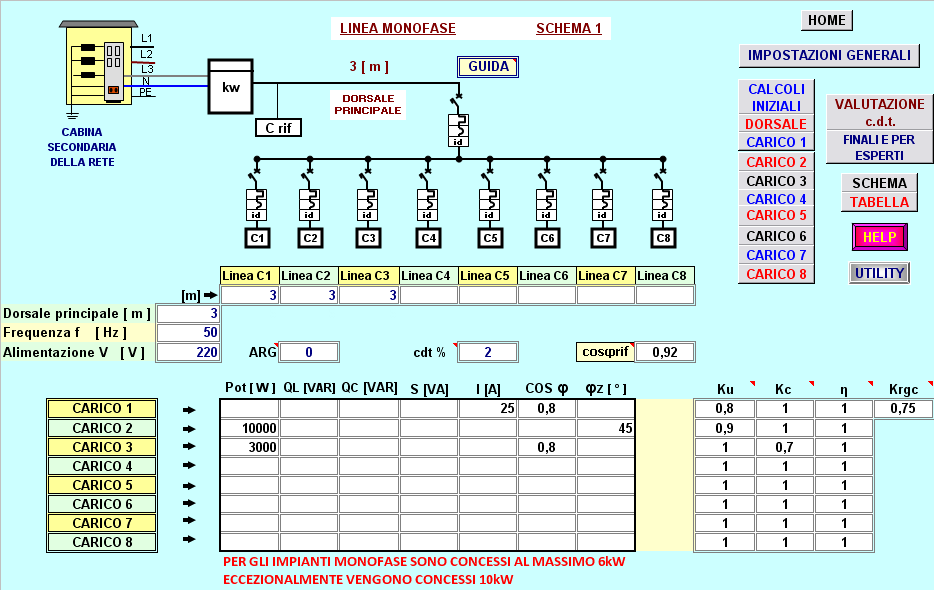 LINEA MONOFASE SCHEMA 1
HOME
L1
L2
L3
N
PE
IMPOSTAZIONI GENERALI
3 [ m ]
GUIDA
kw
DORSALE
PRINCIPALE
C rif
id
CABINA
SECONDARIA
DELLA RETE
CALCOLI
INIZIALI
DORSALE
CARICO 1
CARICO 2
CARICO 3
CARICO 4
CARICO 5
CARICO 6
CARICO 7
CARICO 8
VALUTAZIONE
c.d.t.
FINALI E PER
ESPERTI
SCHEMA
TABELLA
HELP
UTILITY
id id id id id id id id
C1 C2 C3 C4 C5 C6 C7 C8
Linea C1 Linea C2 Linea C3 Linea C4 Linea C5 Linea C6 Linea C7 Linea C8
[m] 3 3 3
Dorsale principale [ m ] 3
Frequenza f [ Hz ] 50
Alimentazione V [ V ] 220 ARG 0 cdt % 2 cosφrif 0,92
Pot [ W ] QL [VAR] QC [VAR] S [VA] I [A] COS φ φz [ ° ] Ku Kc η Krgc
CARICO 1 25 0,8 0,8 1 1 0,75
CARICO 2 10000 45 0,9 1 1
CARICO 3 3000 0,8 1 0,7 1
CARICO 4 1 1 1
CARICO 5 1 1 1
CARICO 6 1 1 1
CARICO 7 1 1 1
CARICO 8 1 1 1
PER GLI IMPIANTI MONOFASE SONO CONCESSI AL MASSIMO 6kW
ECCEZIONALMENTE VENGONO CONCESSI 10kW